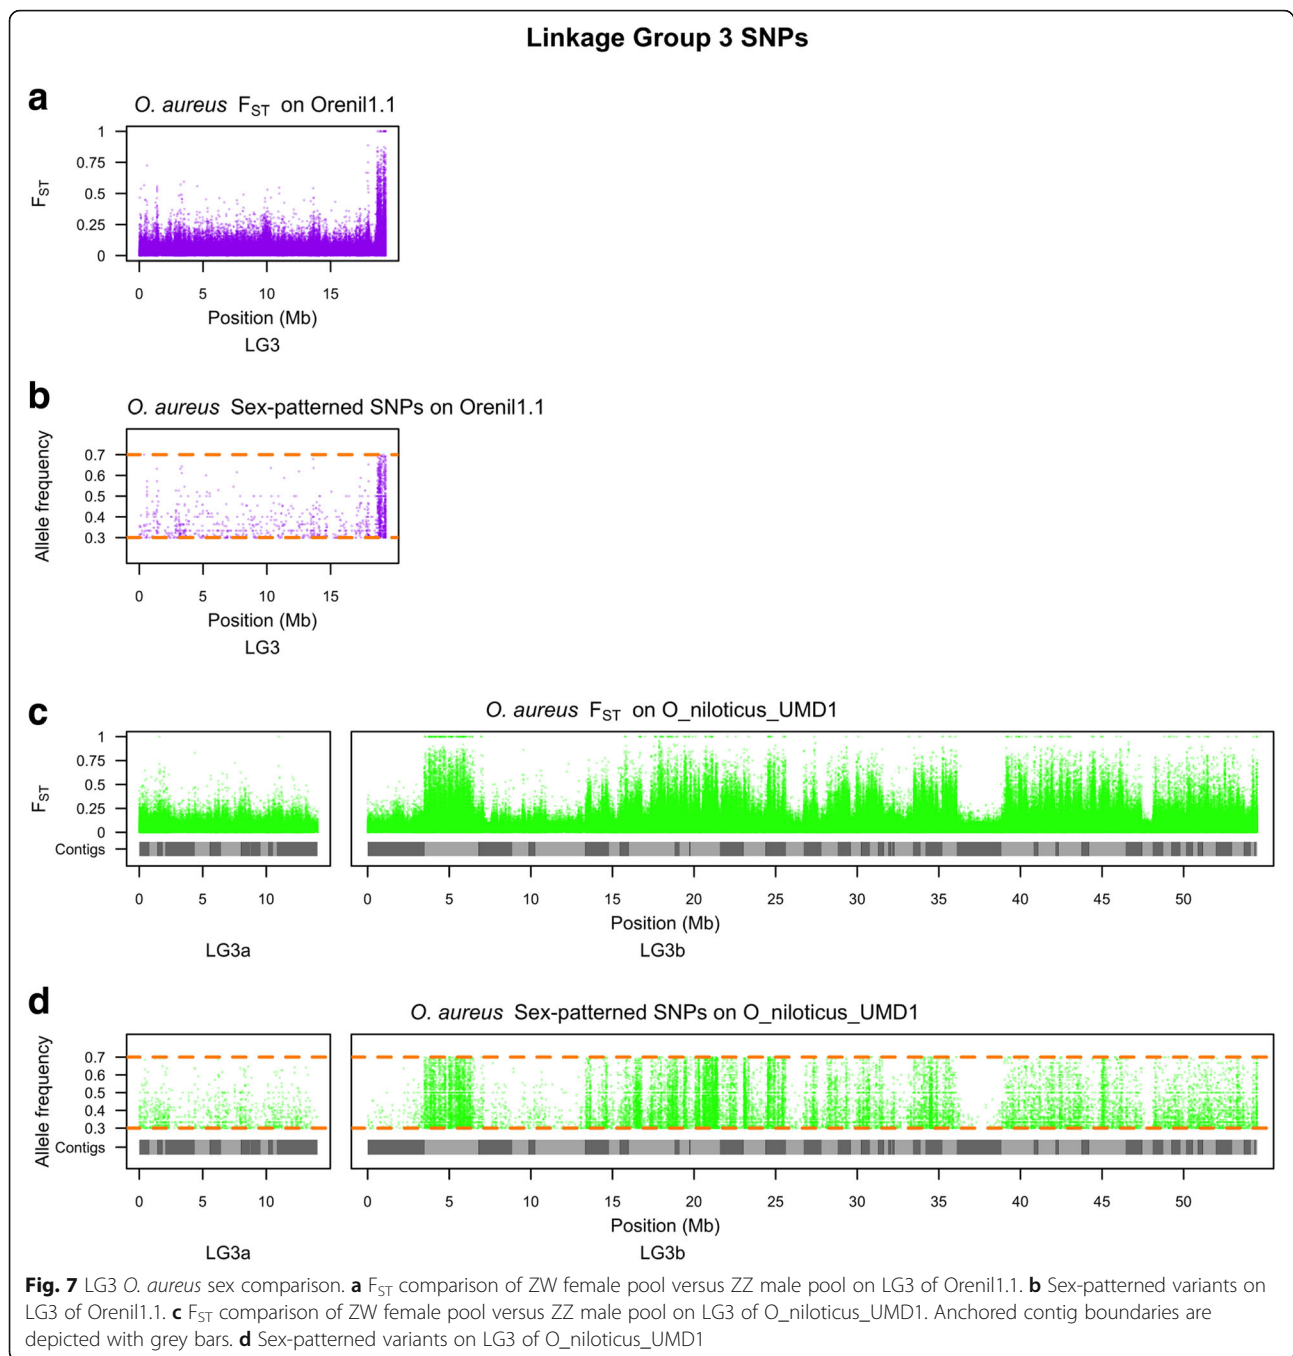 Linkage Group 3 SNPs
a
O. aureus FST on Orenil1.1
1
0.75
0.5
0.25
0
FST
0 5 10 15
Position (Mb)
LG3
b
O. aureus Sex-patterned SNPs on Orenil1.1
0.7
0.6
0.5
0.4
0.3
Allele frequency
0 5 10 15
Position (Mb)
LG3
c
O. aureus FST on O_niloticus_UMD1
1
0.75
0.5
0.25
0
FST
Contigs
0 5 10 0 5 10 15 20 25 30 35 40 45 50
Position (Mb)
LG3a LG3b
d
O. aureus Sex-patterned SNPs on O_niloticus_UMD1
0.7
0.6
0.5
0.4
0.3
Allele frequency
Contigs
0 5 10 0 5 10 15 20 25 30 35 40 45 50
Position (Mb)
LG3a LG3b
Fig. 7 LG3 O. aureus sex comparison. a FST comparison of ZW female pool versus ZZ male pool on LG3 of Orenil1.1. b Sex-patterned variants on
LG3 of Orenil1.1. c FST comparison of ZW female pool versus ZZ male pool on LG3 of O_niloticus_UMD1. Anchored contig boundaries are
depicted with grey bars. d Sex-patterned variants on LG3 of O_niloticus_UMD1